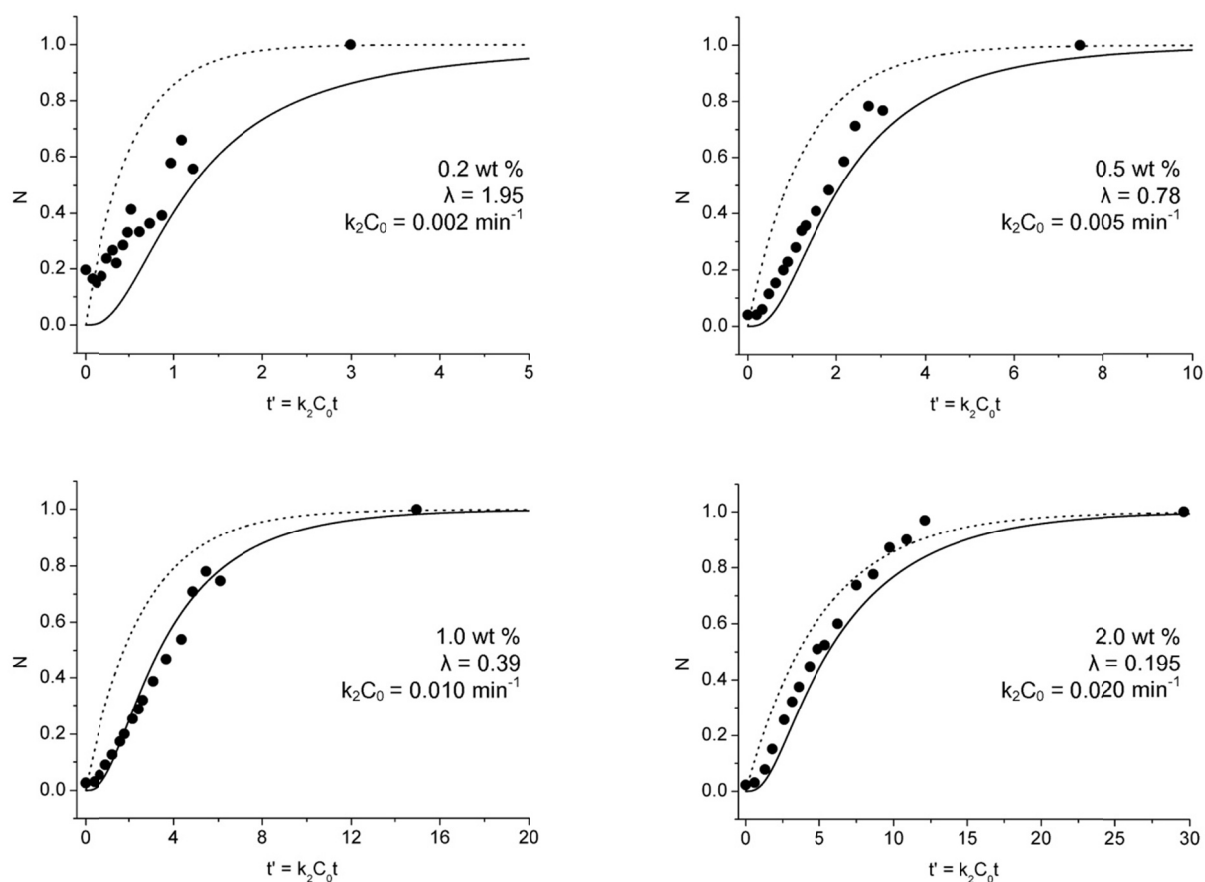 1.0
0.8
0.6
0.4
0.2
0.0
N
0.2 wt %
λ = 1.95
k₂C₀ = 0.002 min⁻¹
0 1 2 3 4 5
t' = k₂C₀t
1.0
0.8
0.6
0.4
0.2
0.0
N
0.5 wt %
λ = 0.78
k₂C₀ = 0.005 min⁻¹
0 2 4 6 8 10
t' = k₂C₀t
1.0
0.8
0.6
0.4
0.2
0.0
N
1.0 wt %
λ = 0.39
k₂C₀ = 0.010 min⁻¹
0 4 8 12 16 20
t' = k₂C₀t
1.0
0.8
0.6
0.4
0.2
0.0
N
2.0 wt %
λ = 0.195
k₂C₀ = 0.020 min⁻¹
0 5 10 15 20 25 30
t' = k₂C₀t